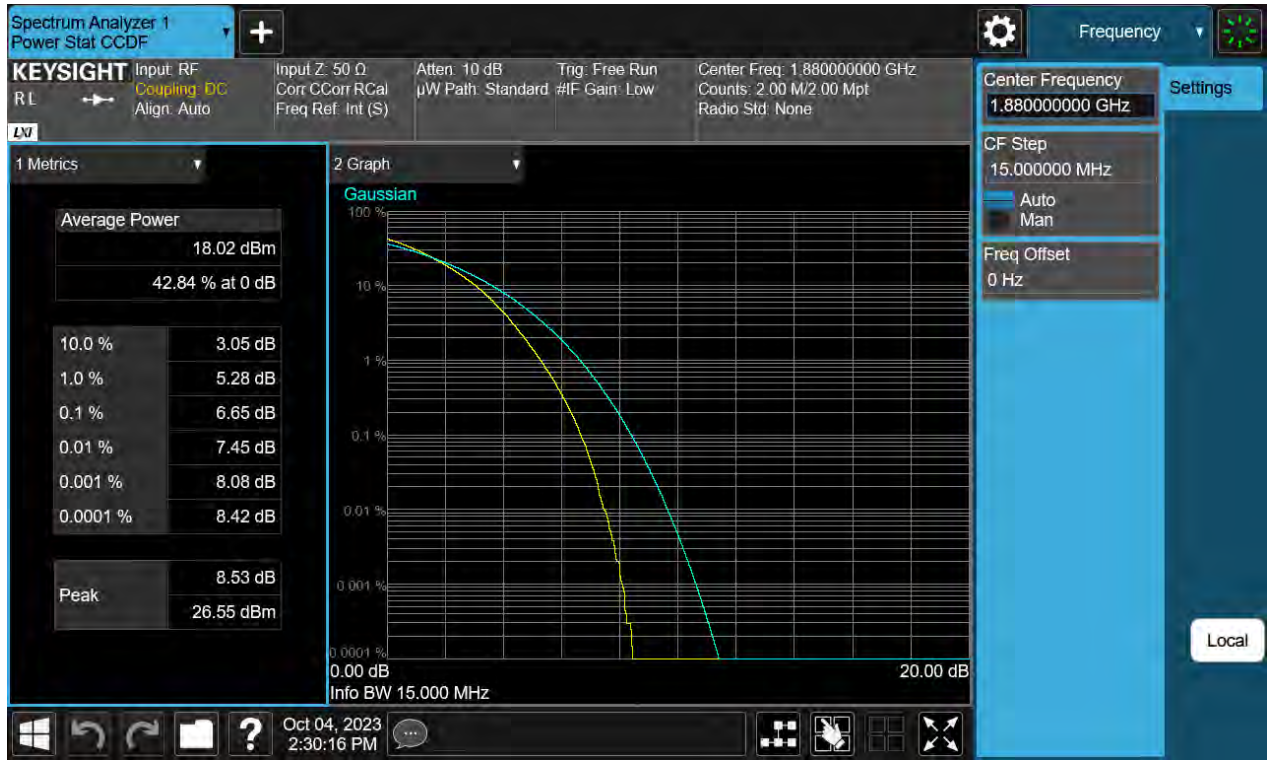 Spectrum Analyzer 1
Power Stat CCDF
+
Frequency
KEYSIGHT
RL
LXI
Input: RF
Coupling: DC
Align: Auto
Input Z: 50 Ω
Corr CCorr RCal
Freq Ref: Int (S)
Atten: 10 dB
µW Path: Standard
Trig: Free Run
#IF Gain: Low
Center Freq: 1.880000000 GHz
Counts: 2.00 M/2.00 Mpt
Radio Std: None
Center Frequency
1.880000000 GHz
Settings
CF Step
15.000000 MHz
Auto
Man
Freq Offset
0 Hz
1 Metrics
Average Power
18.02 dBm
42.84 % at 0 dB
10.0 % 3.05 dB
1.0 % 5.28 dB
0.1 % 6.65 dB
0.01 % 7.45 dB
0.001 % 8.08 dB
0.0001 % 8.42 dB
Peak
8.53 dB
26.55 dBm
2 Graph
Gaussian
100 %
10 %
1 %
0.1 %
0.01 %
0.001 %
0.0001 %
0.00 dB 20.00 dB
Info BW 15.000 MHz
Local
?
Oct 04, 2023
2:30:16 PM